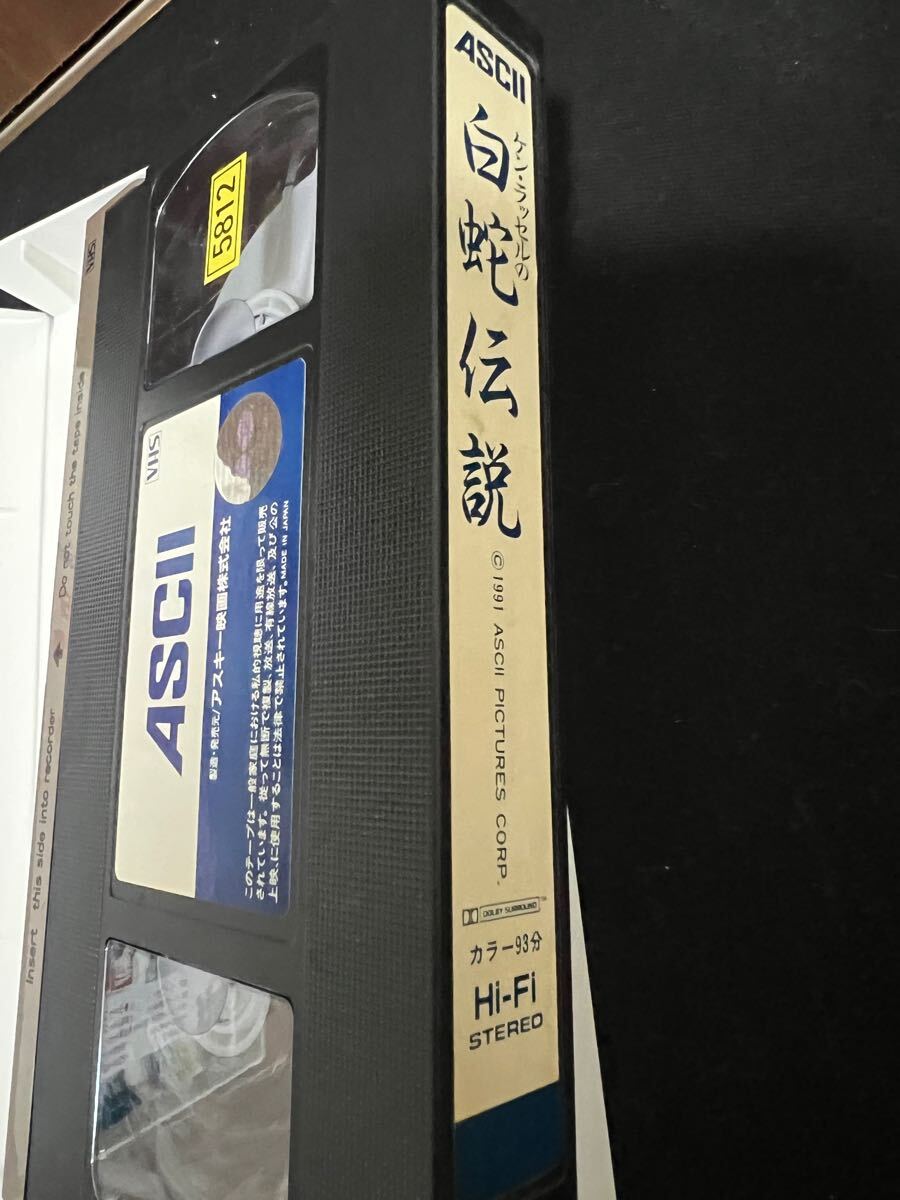 ASCII
ケン・ラッセルの
白蛇伝説
© 1991 ASCII PICTURES CORP.
DOLBY SURROUND™
カラー93分
Hi-Fi
STEREO
5812
VHS
ASCII
製造・発売元/アスキー映画株式会社
このテープは一般家庭における私的視聴に用途を限って販売
されています。従って無断で複製、放送、有線放送、及び公の
上映、に使用することは法律で禁止されています。MADE IN JAPAN
VHS
Insert this side into recorder
Do not touch the tape inside